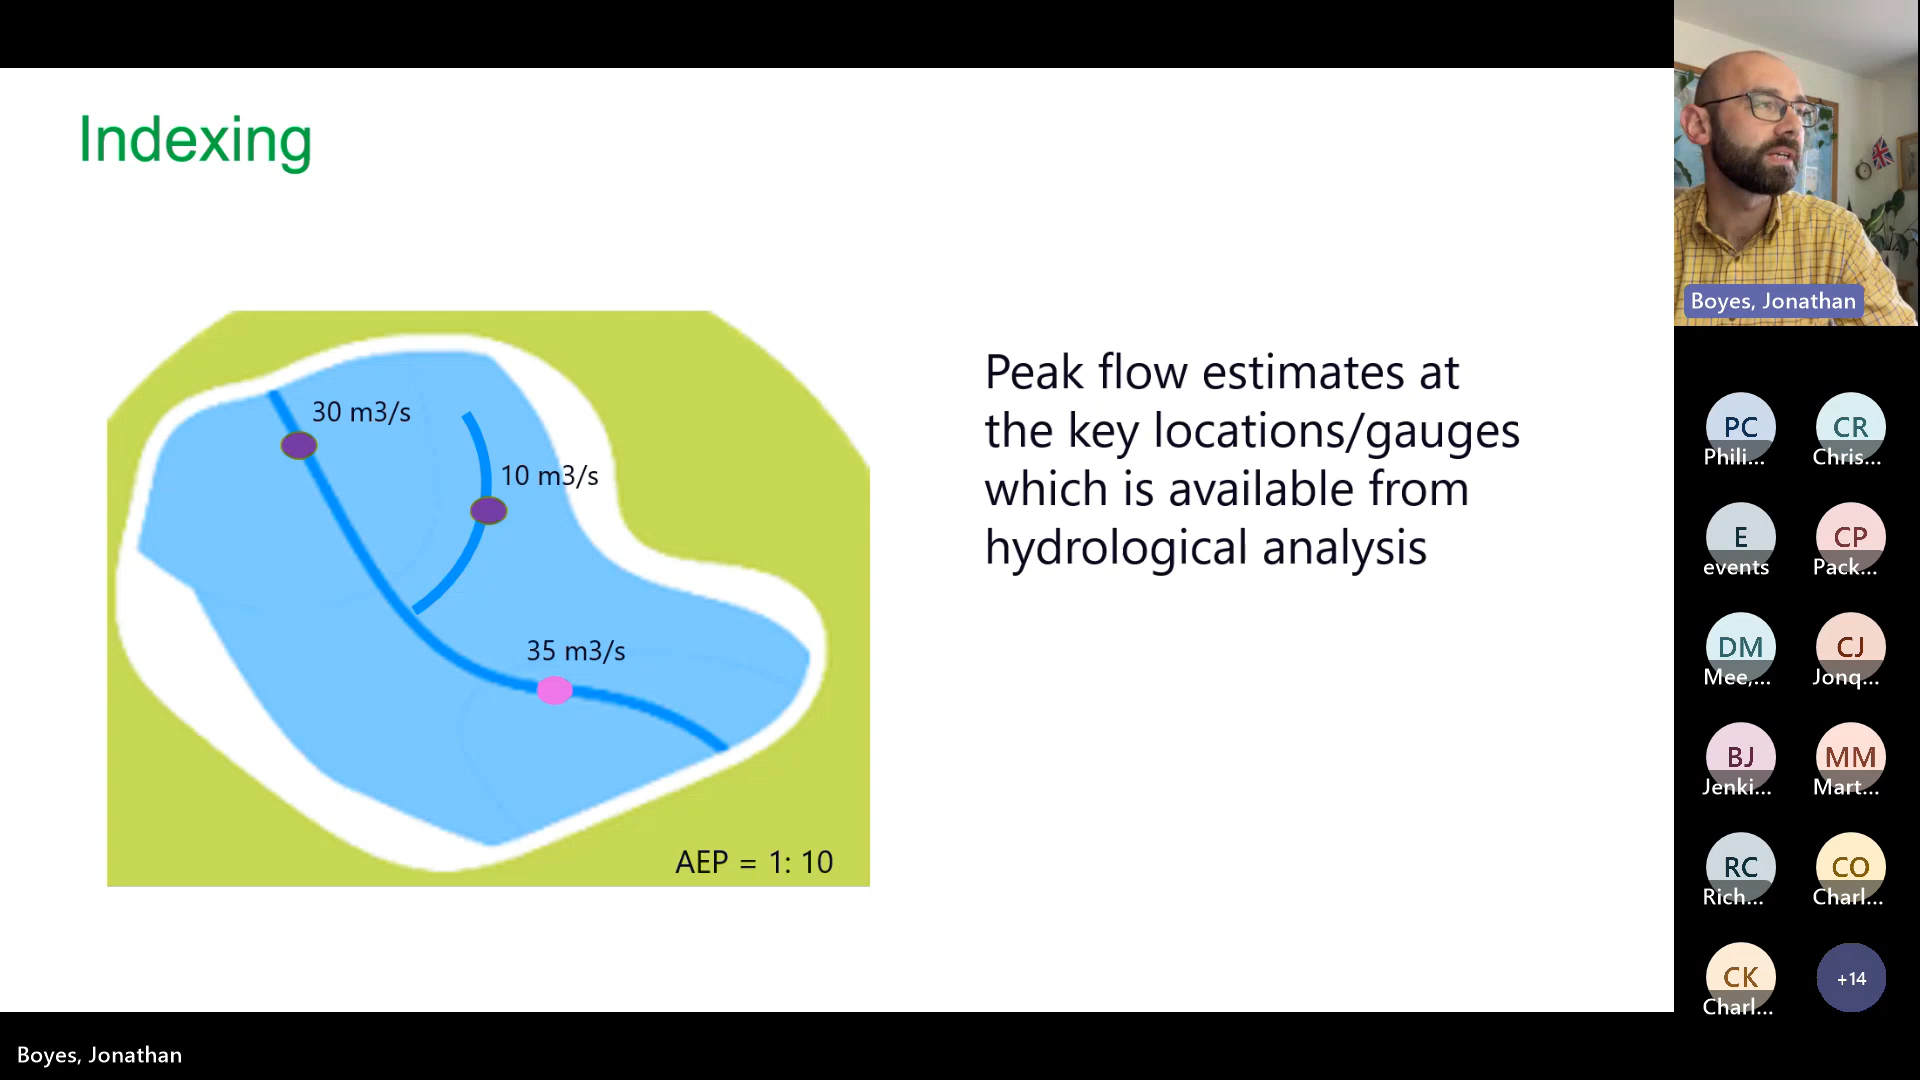 Indexing
30 m3/s
10 m3/s
35 m3/s
AEP = 1: 10
Peak flow estimates at
the key locations/gauges
which is available from
hydrological analysis
Boyes, Jonathan
PC
Phili...
CR
Chris...
E
events
CP
Pack...
DM
Mee,...
CJ
Jonq...
BJ
Jenki...
MM
Mart...
RC
Rich...
CO
Charl...
CK
Charl...
+14
Boyes, Jonathan